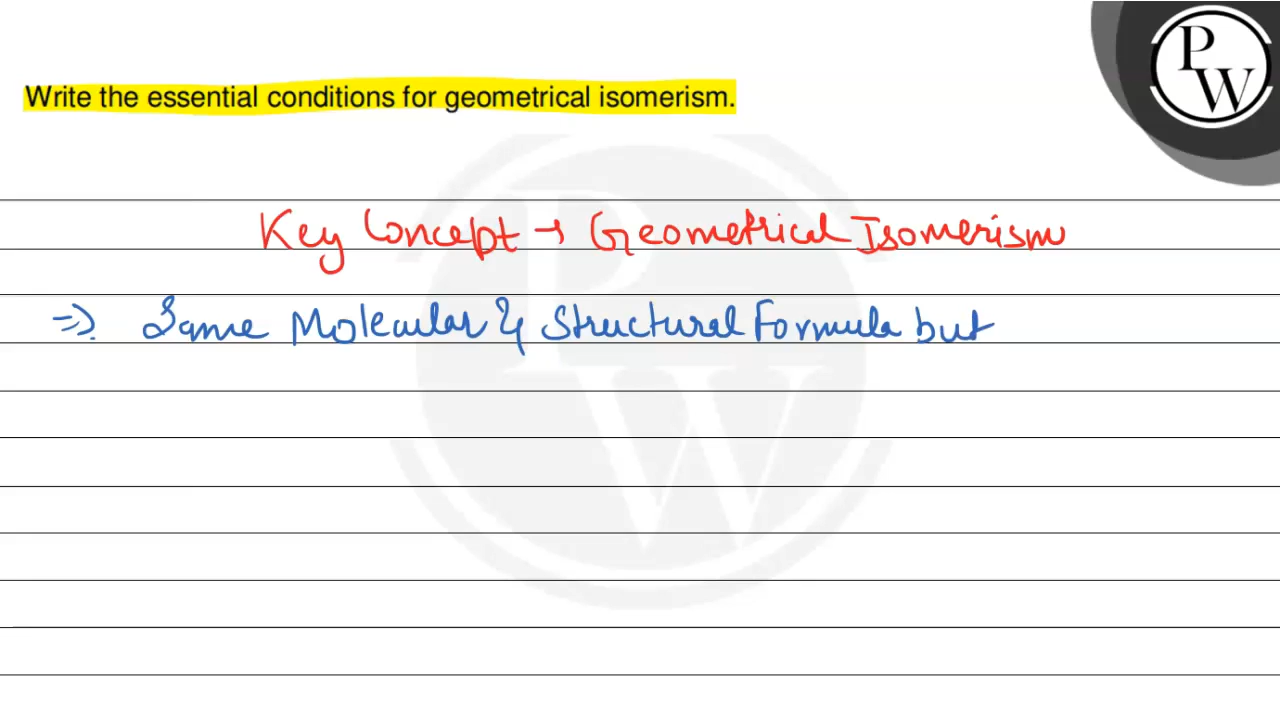 P
W
Write the essential conditions for geometrical isomerism.
Key Concept → Geometrical Isomerism
⇒ Same Molecular & Structural Formula but